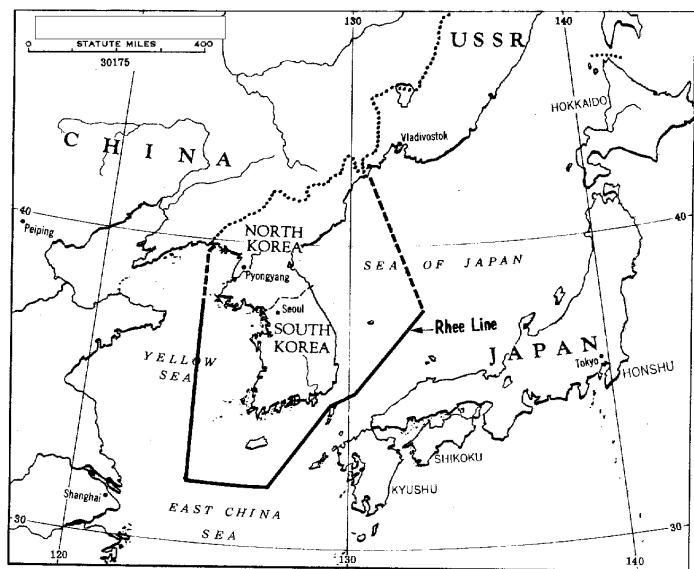 130
140
USSR
0 STATUTE MILES 400
30175
HOKKAIDO
Vladivostok
CHINA
40
Peiping
NORTH
KOREA
Pyongyang
SEA OF JAPAN
40
Seoul
SOUTH
KOREA
Rhee Line
YELLOW
SEA
JAPAN
Tokyo
HONSHU
SHIKOKU
KYUSHU
Shanghai
EAST CHINA
SEA
30
30
120
130
140